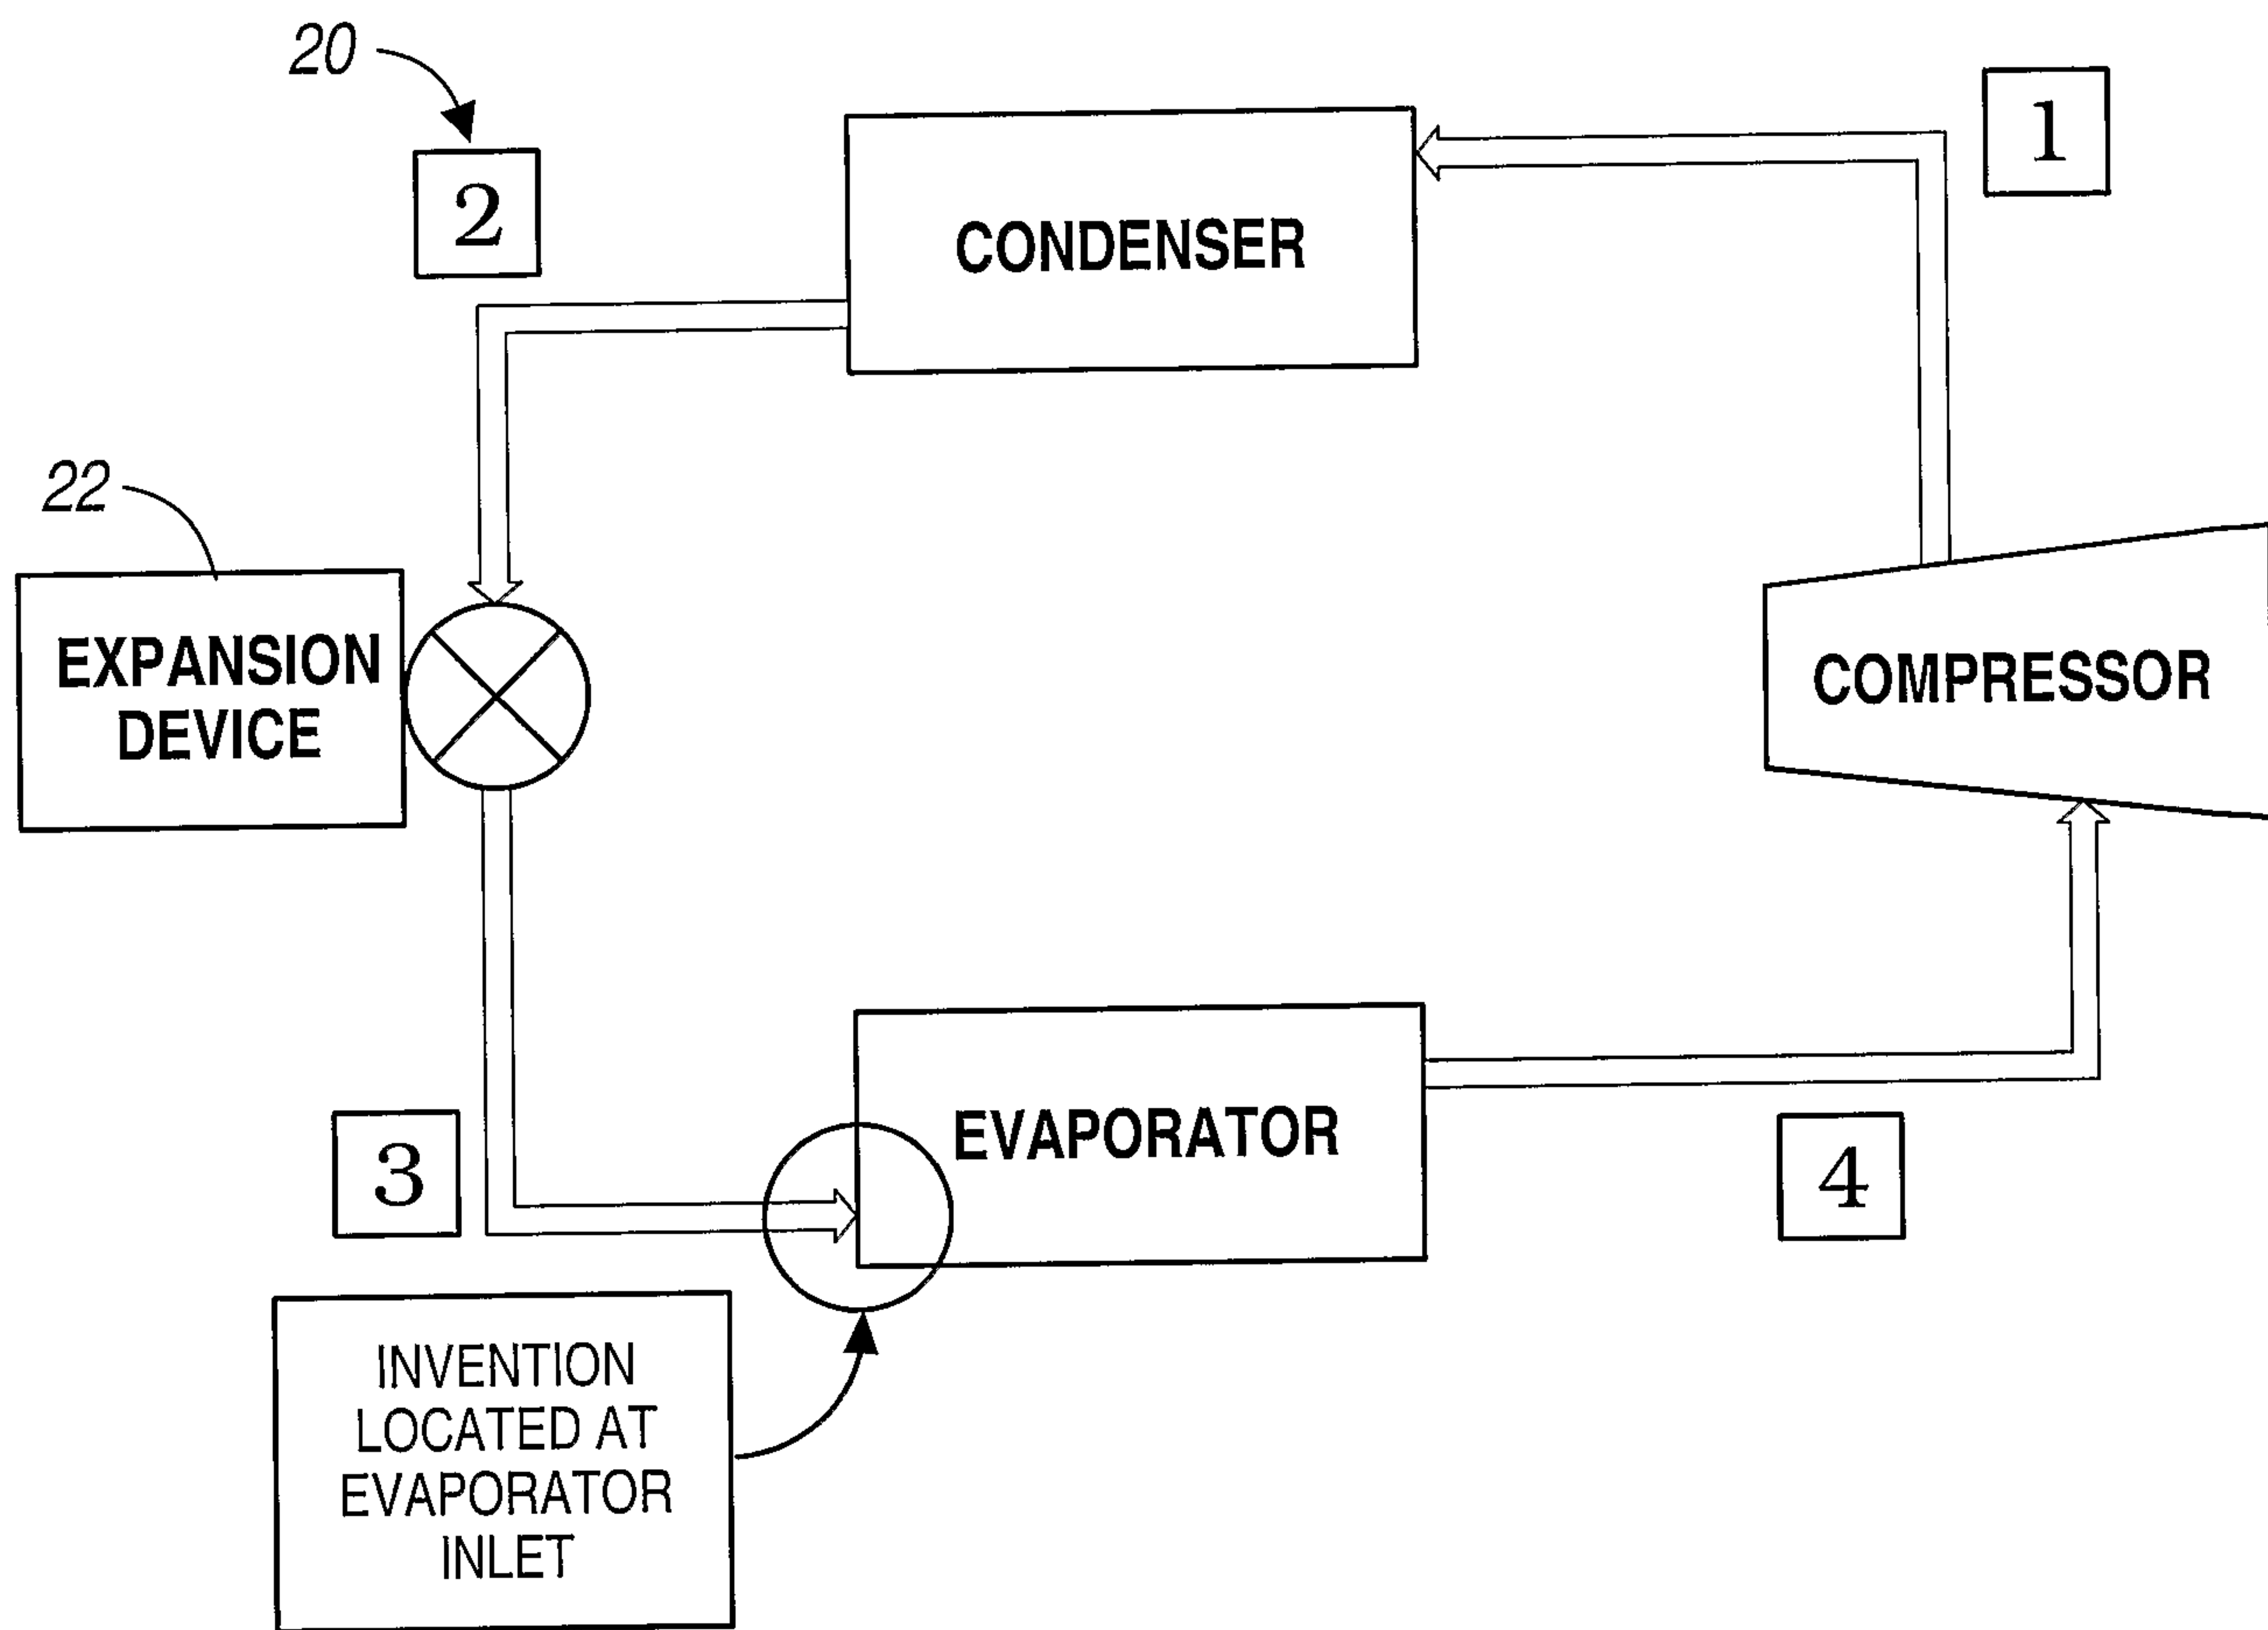 20
1
2
CONDENSER
22
EXPANSION
DEVICE
COMPRESSOR
EVAPORATOR
3
4
INVENTION
LOCATED AT
EVAPORATOR
INLET